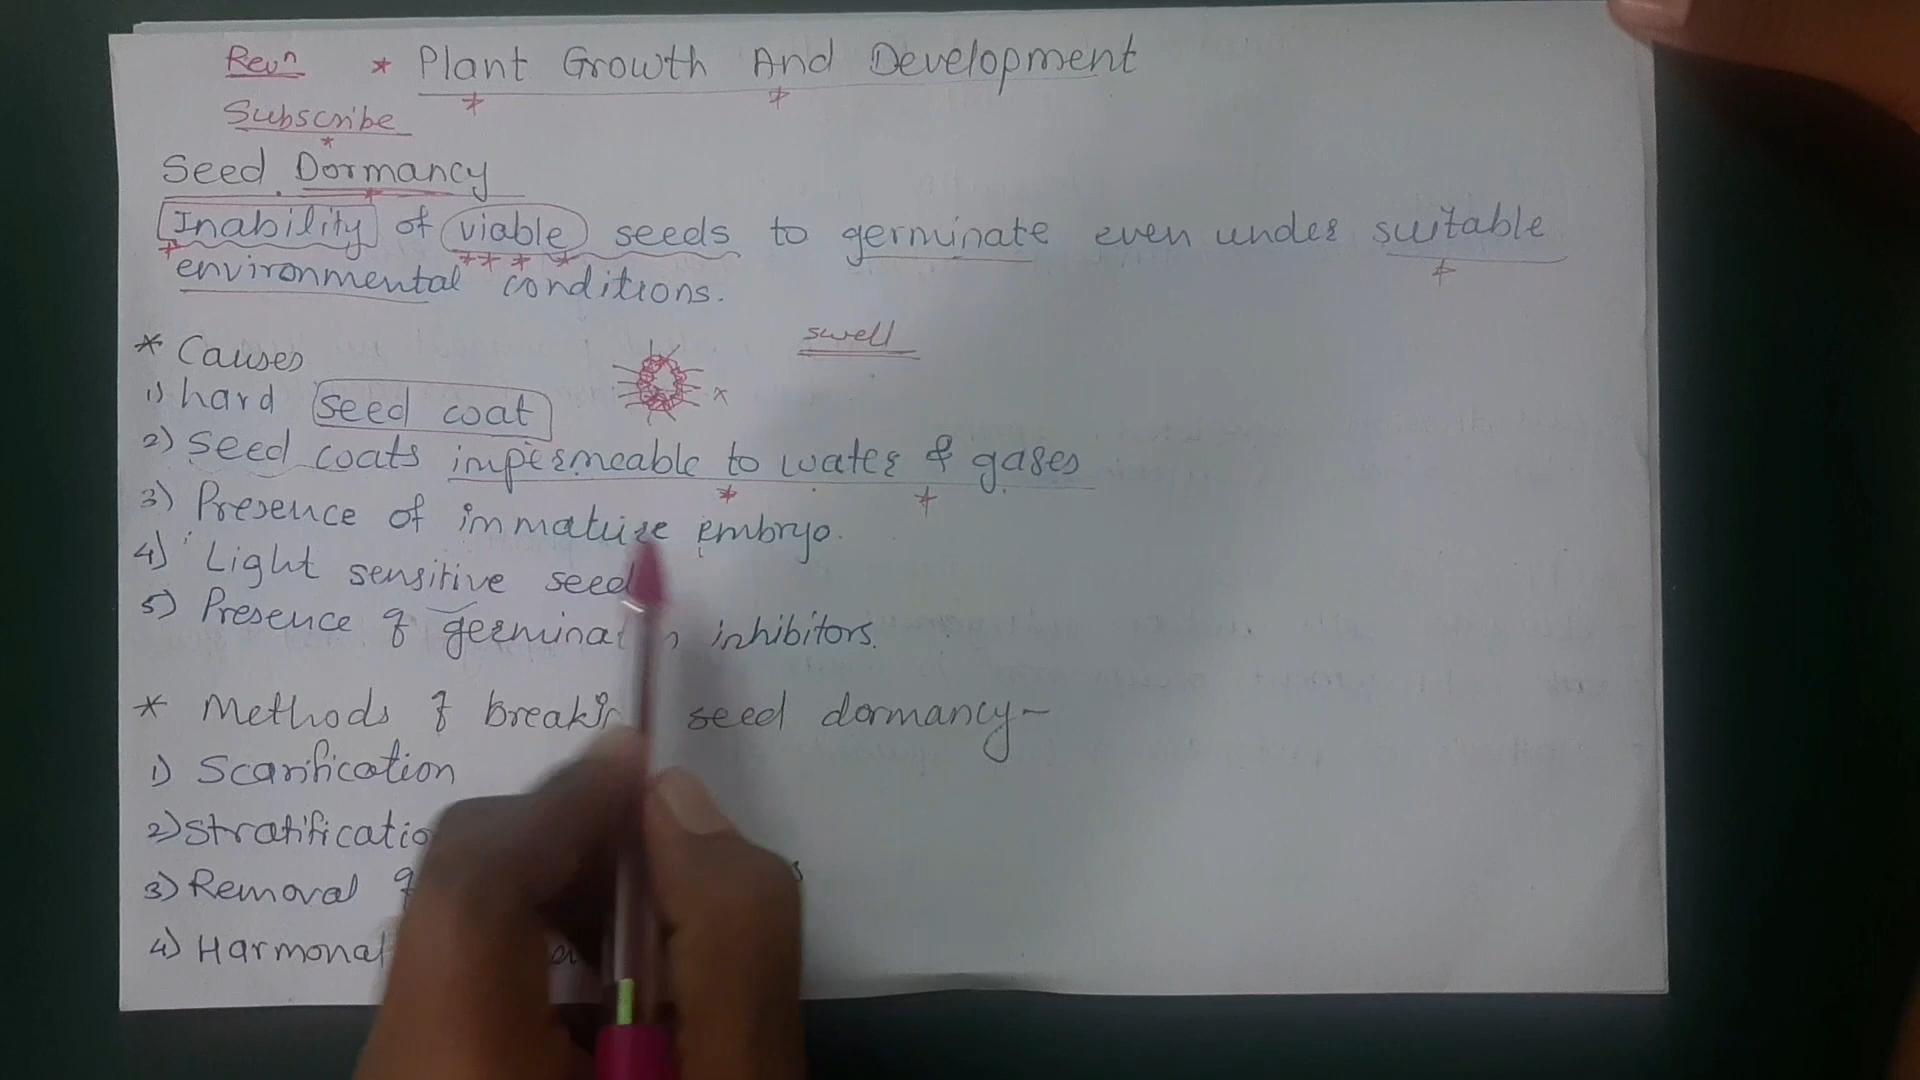 Revn * Plant Growth And Development
Subscribe
Seed Dormancy
Inability of viable seeds to germinate even under suitable
environmental conditions.
* Causes
swell
1) hard seed coat
2) Seed coats impermeable to water & gases
3) Presence of immature embryo.
4) Light sensitive seed
5) Presence of inhibitors.
* Methods of seed dormancy-
1) Scarification
2) Stratificatio
3) Removal of
4) Harmonal